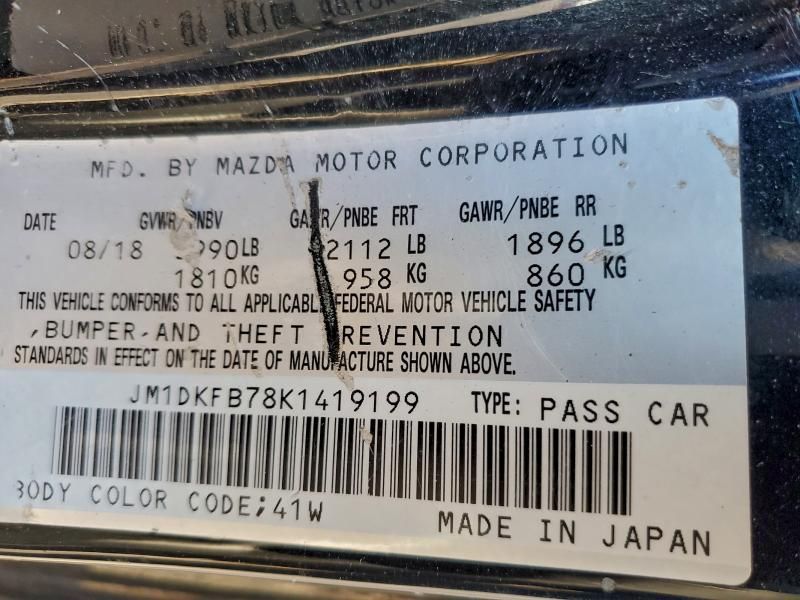 MFD. BY MAZDA MOTOR CORPORATION
DATE GVWR/PNBV GAWR/PNBE FRT GAWR/PNBE RR
08/18 LB 2112 LB 1896 LB
1810KG 958 KG 860 KG
THIS VEHICLE CONFORMS TO ALL APPLICABLE FEDERAL MOTOR VEHICLE SAFETY
,BUMPER,AND THEFT PREVENTION
STANDARDS IN EFFECT ON THE DATE OF MANUFACTURE SHOWN ABOVE.
JM1DKFB78K1419199 TYPE: PASS CAR
BODY COLOR CODE;41W
MADE IN JAPAN